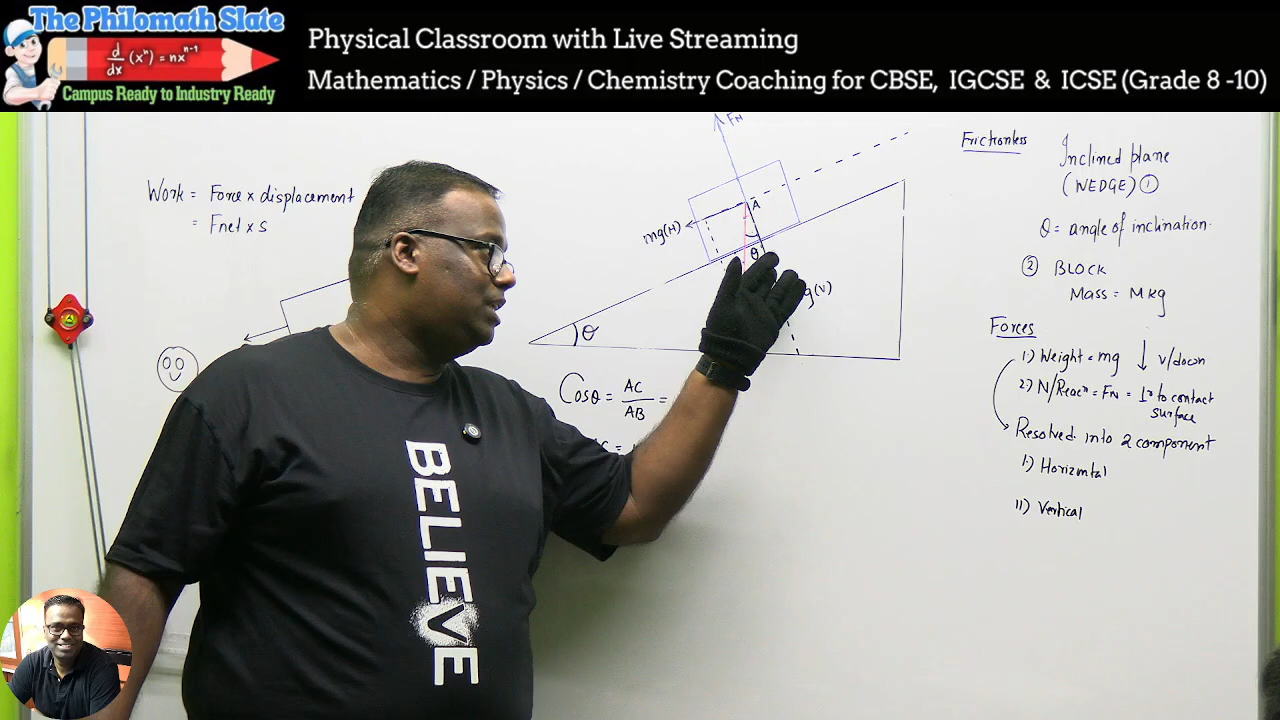 The Philomath Slate
d/dx (xⁿ) = nxⁿ⁻¹
Campus Ready to Industry Ready
Physical Classroom with Live Streaming
Mathematics / Physics / Chemistry Coaching for CBSE, IGCSE & ICSE (Grade 8 -10)
Work = Force x displacement
= Fnet x s
FN
A
mg(H)
θ
g(V)
θ
Cosθ = AC/AB =
C =
BELIEVE
Frictionless
Inclined plane
(WEDGE) ①
θ = angle of inclination.
② BLOCK
Mass = M kg
Forces
1) Weight = mg ↓ v/down
2) N/Reacⁿ = FN = ⊥r to contact
surface
Resolved into 2 component
I) Horizontal
II) Vertical